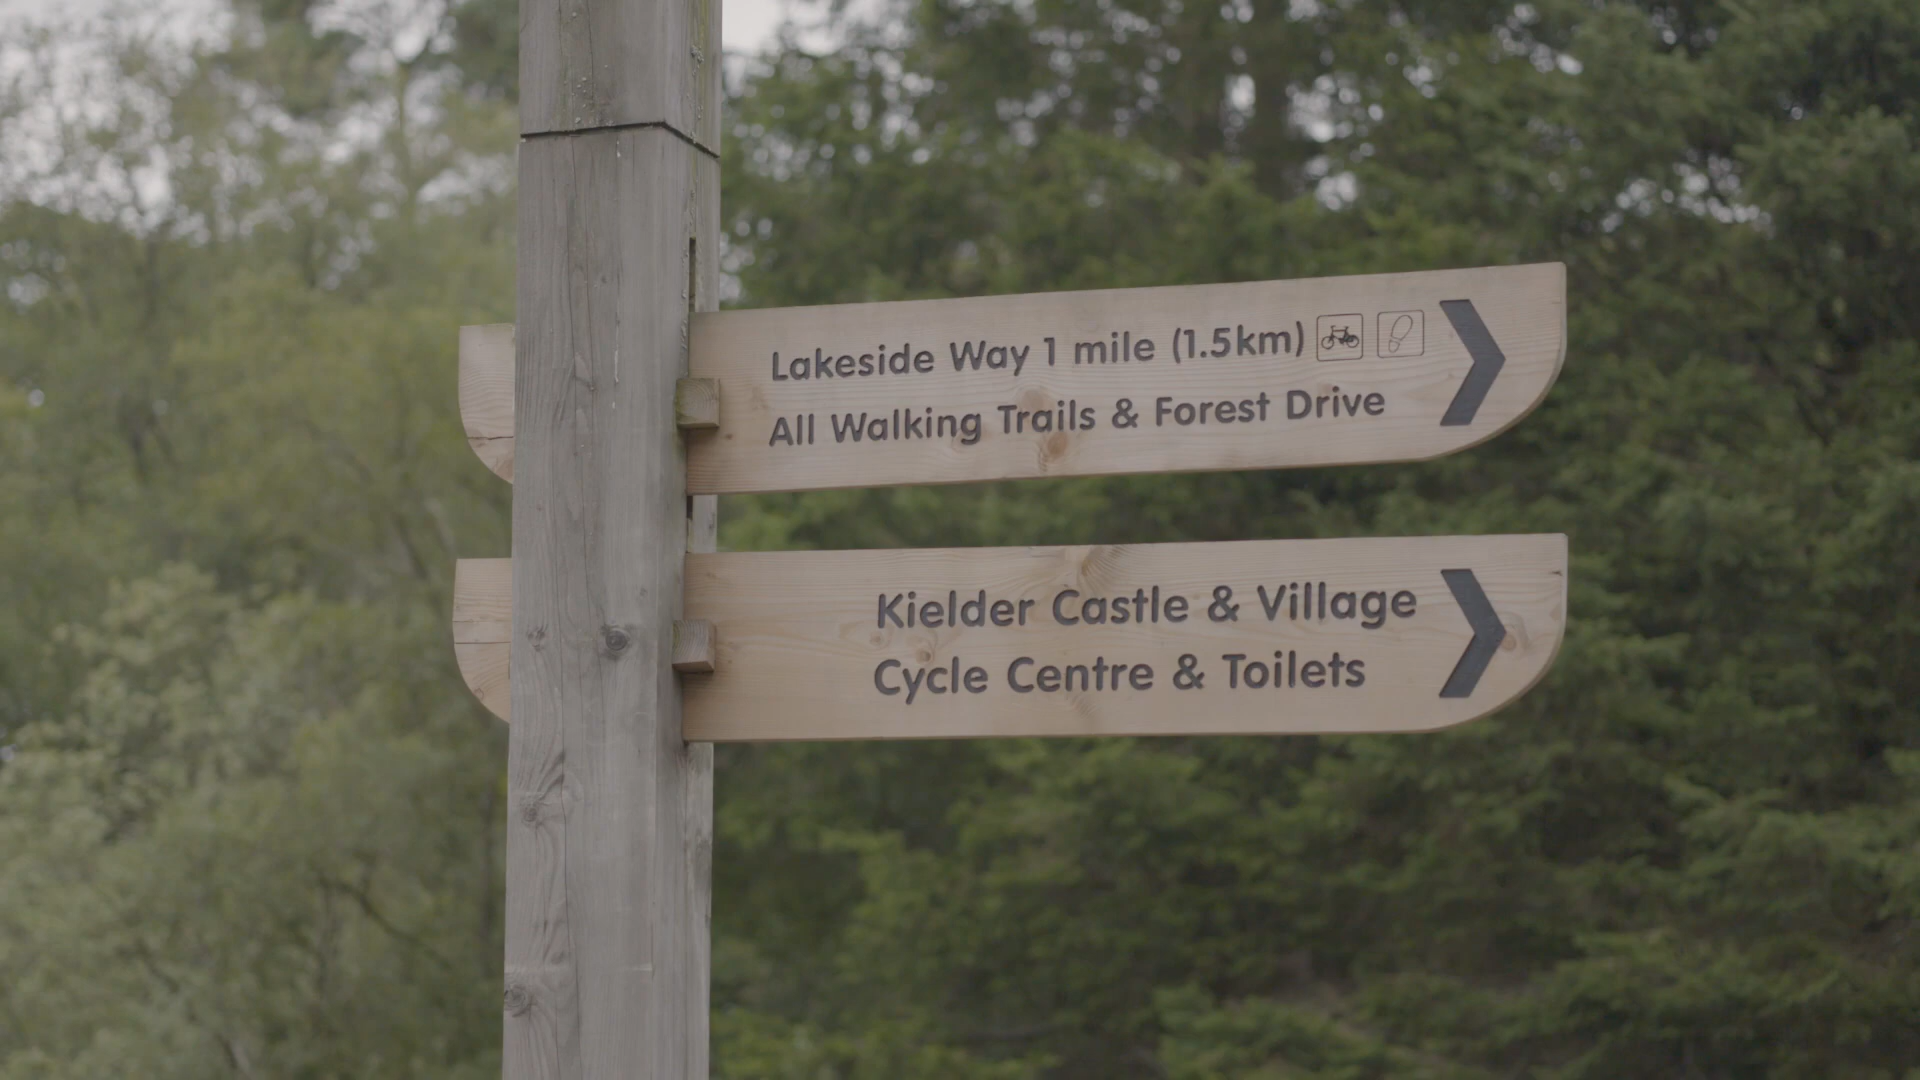 Lakeside Way 1 mile (1.5km)
All Walking Trails & Forest Drive
Kielder Castle & Village
Cycle Centre & Toilets